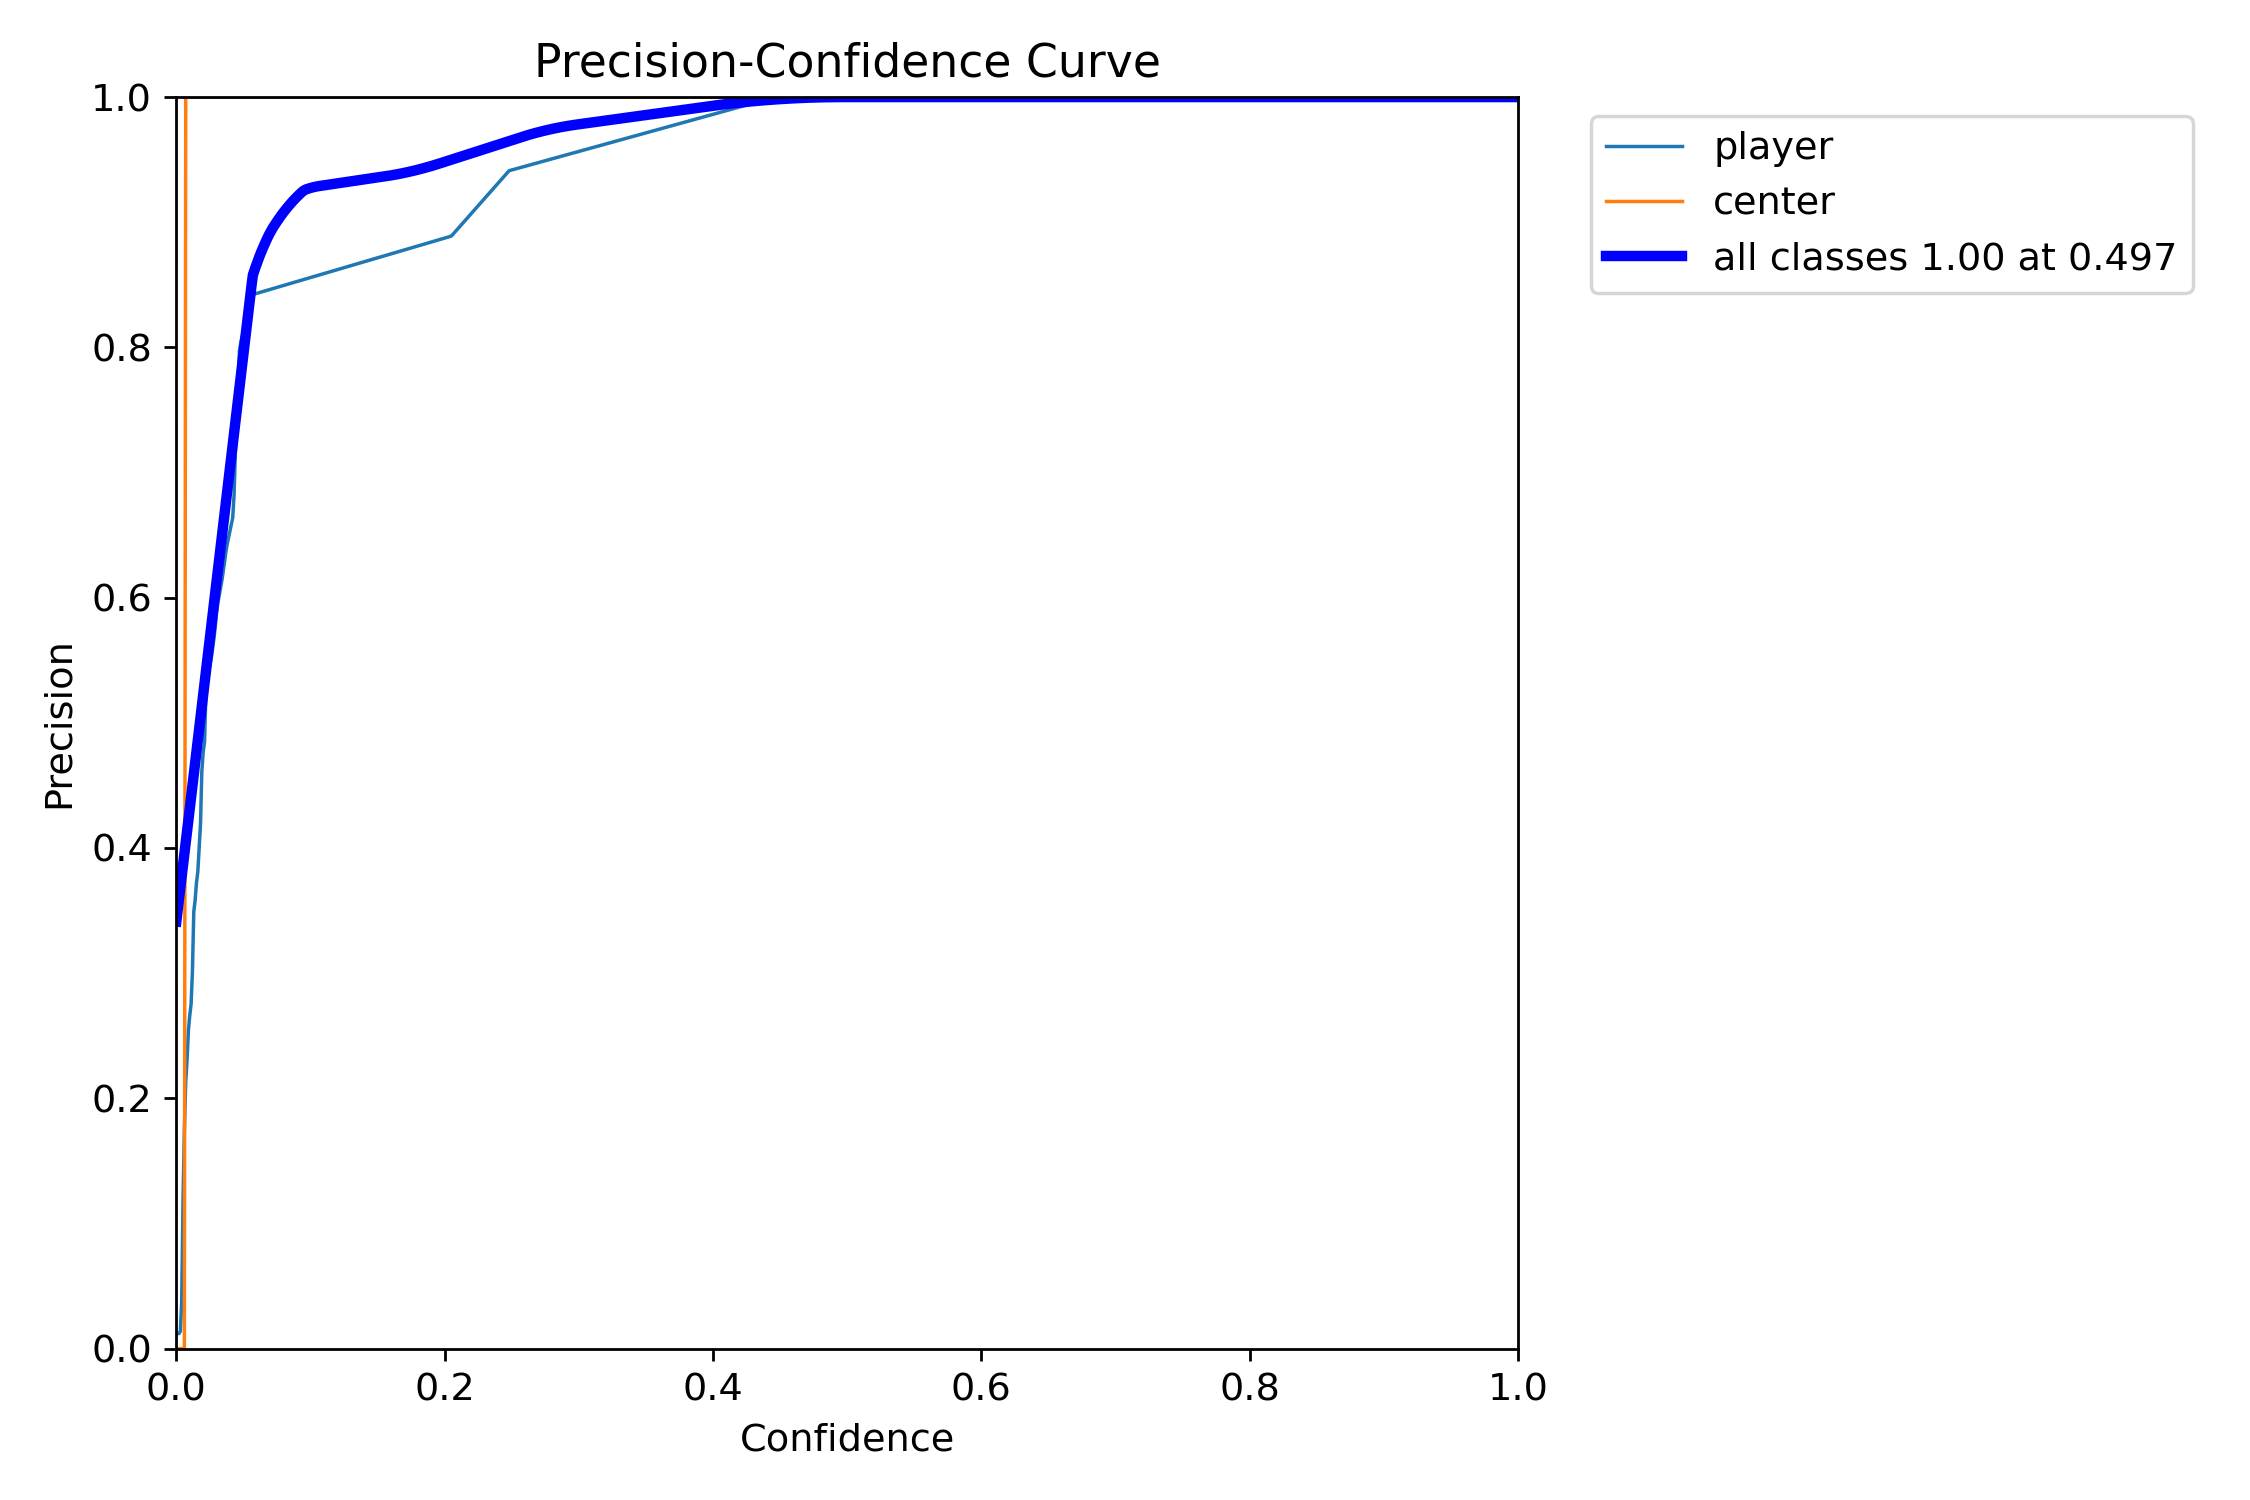 Precision-Confidence Curve
1.0
0.8
0.6
0.4
0.2
0.0
Precision
0.0 0.2 0.4 0.6 0.8 1.0
Confidence
player
center
all classes 1.00 at 0.497